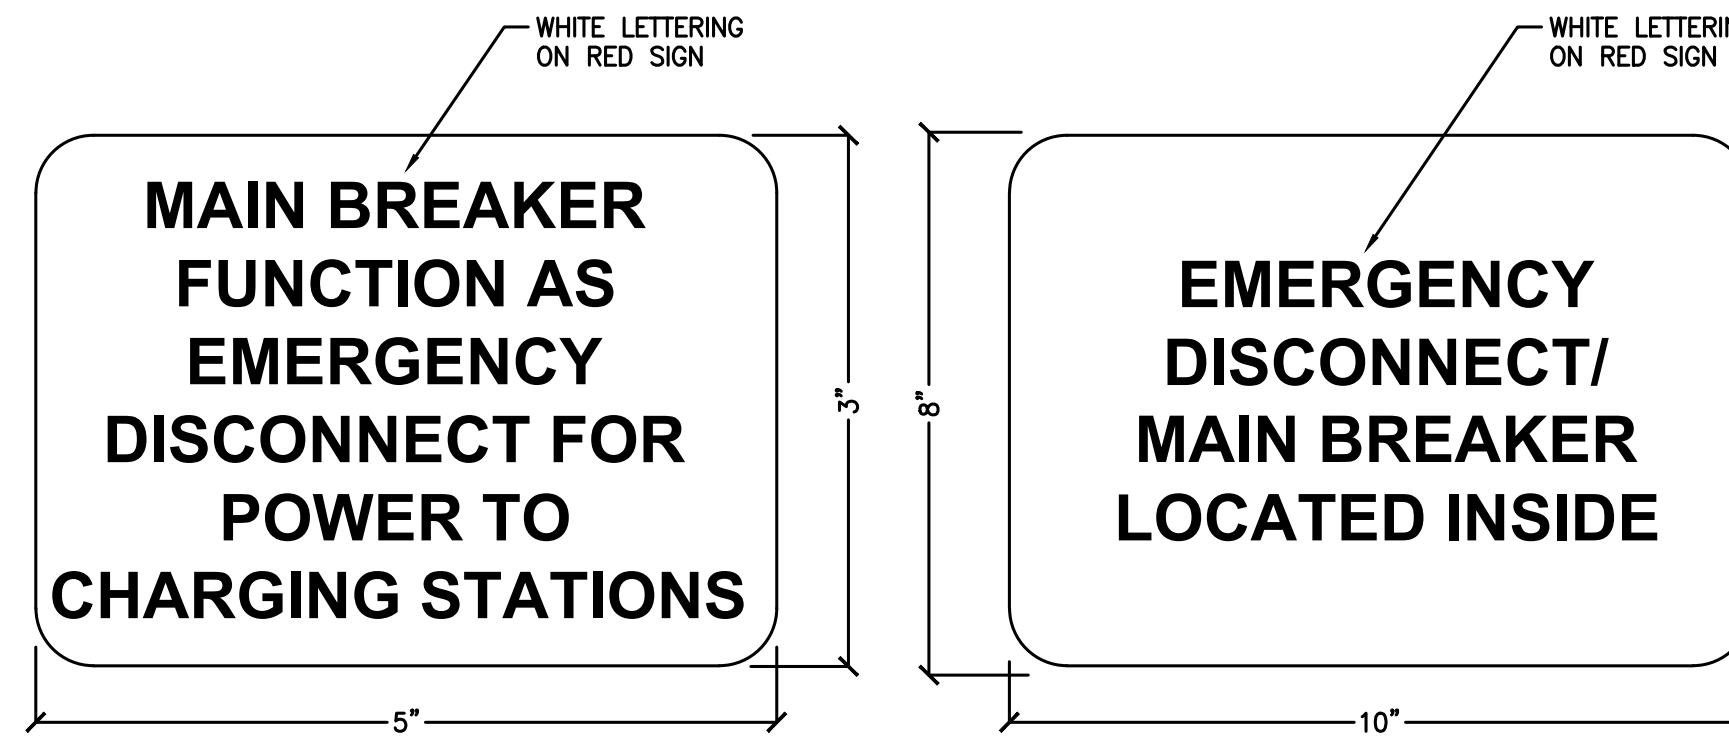 WHITE LETTERING
ON RED SIGN
MAIN BREAKER
FUNCTION AS
EMERGENCY
DISCONNECT FOR
POWER TO
CHARGING STATIONS
3"
5"
WHITE
ON RED SIGN
EMERGENCY
DISCONNECT/
MAIN BREAKER
LOCATED INSIDE
8"
10"